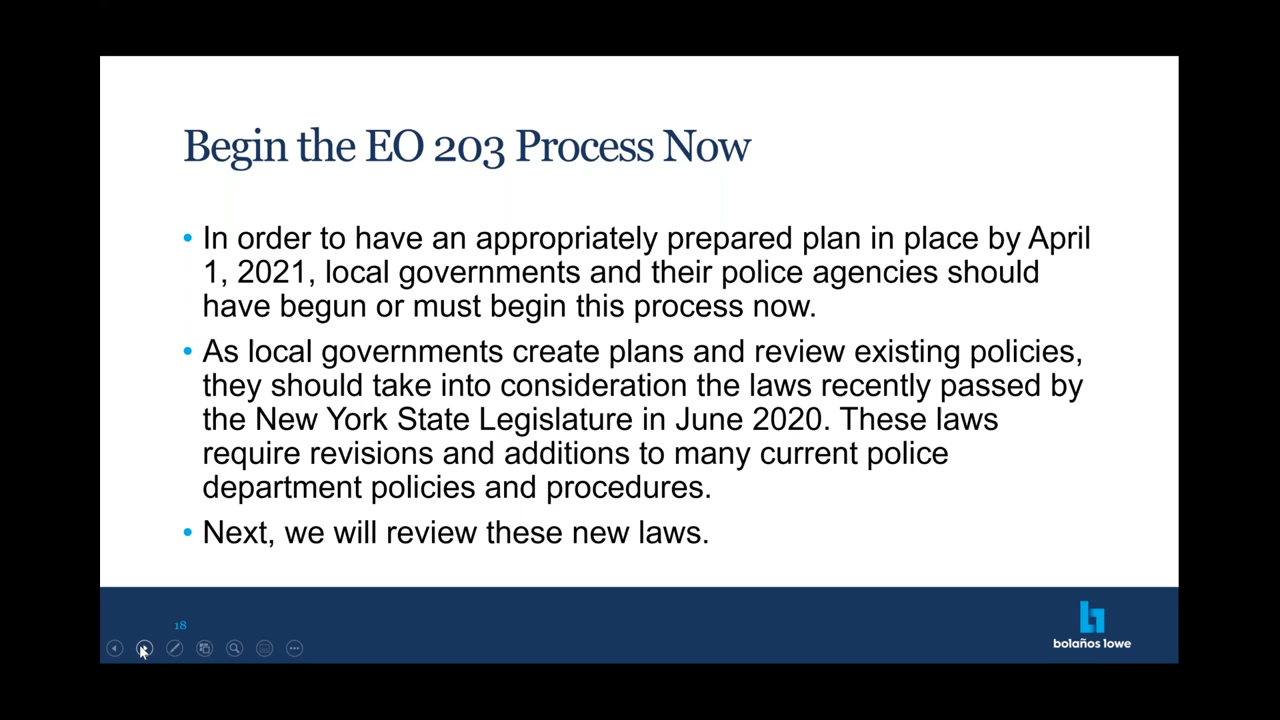 Begin the EO 203 Process Now
• In order to have an appropriately prepared plan in place by April
1, 2021, local governments and their police agencies should
have begun or must begin this process now.
• As local governments create plans and review existing policies,
they should take into consideration the laws recently passed by
the New York State Legislature in June 2020. These laws
require revisions and additions to many current police
department policies and procedures.
• Next, we will review these new laws.
18
bolaños lowe